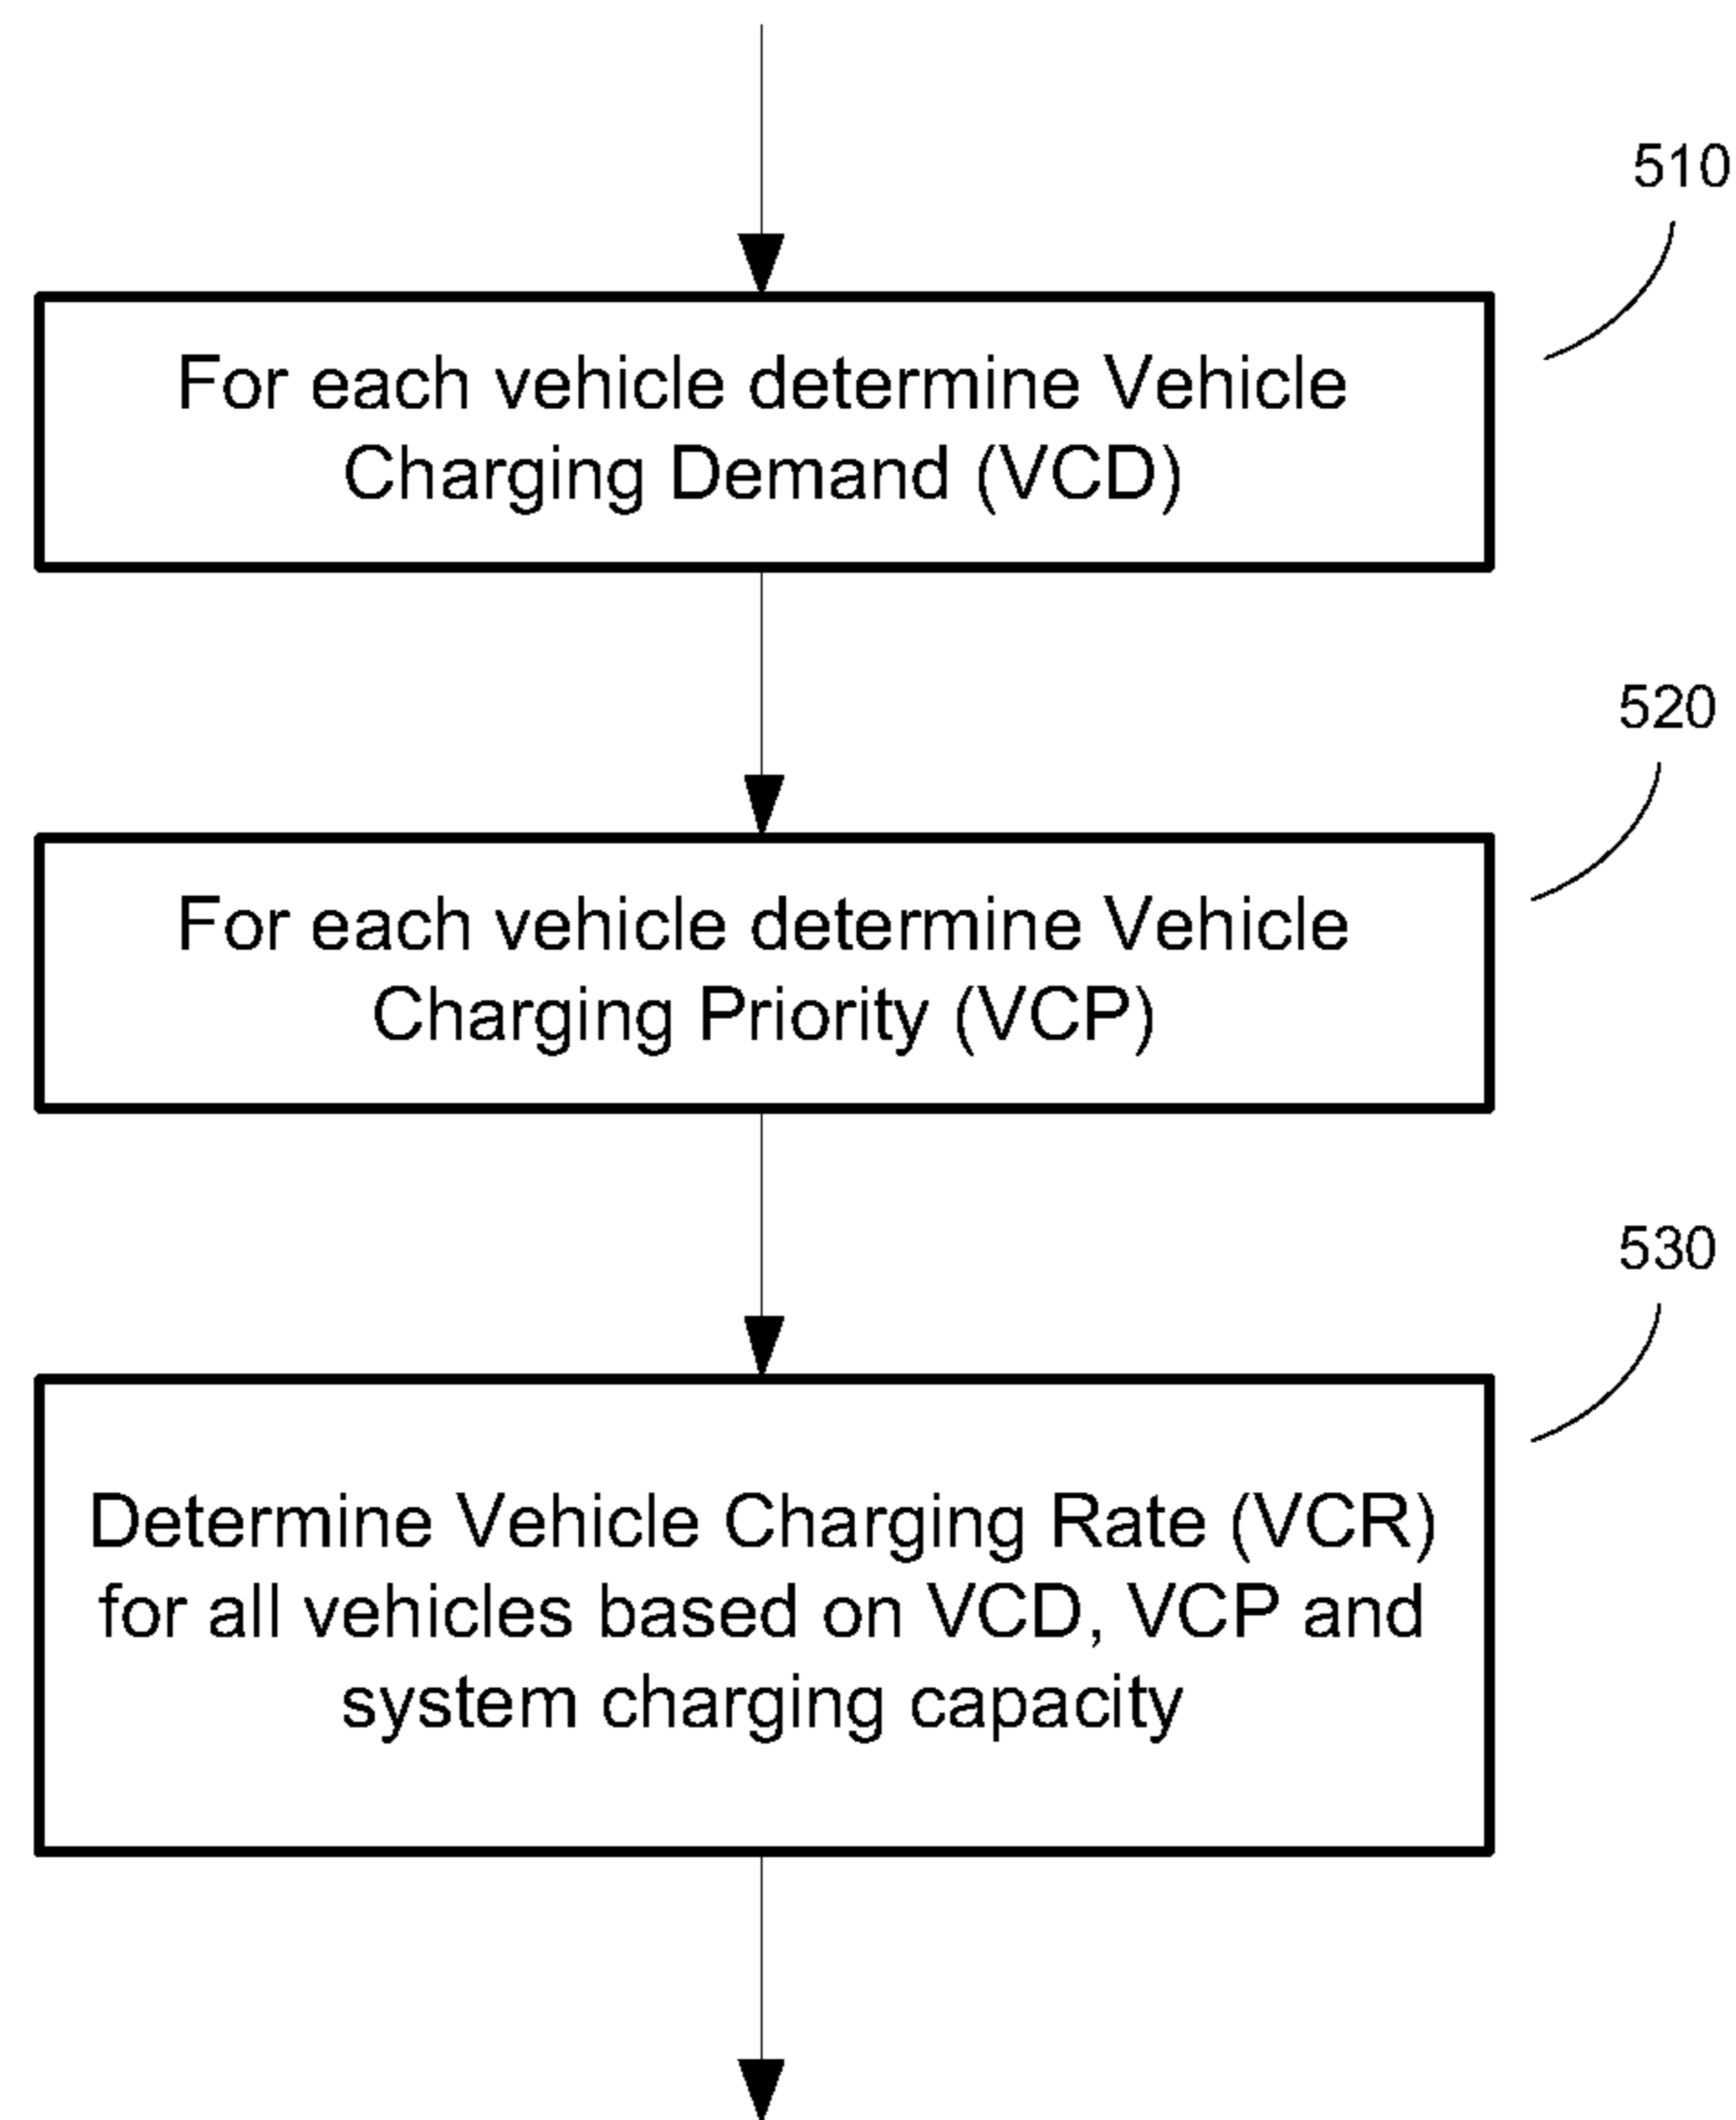 510
For each vehicle determine Vehicle
Charging Demand (VCD)
520
For each vehicle determine Vehicle
Charging Priority (VCP)
530
Determine Vehicle Charging Rate (VCR)
for all vehicles based on VCD, VCP and
system charging capacity